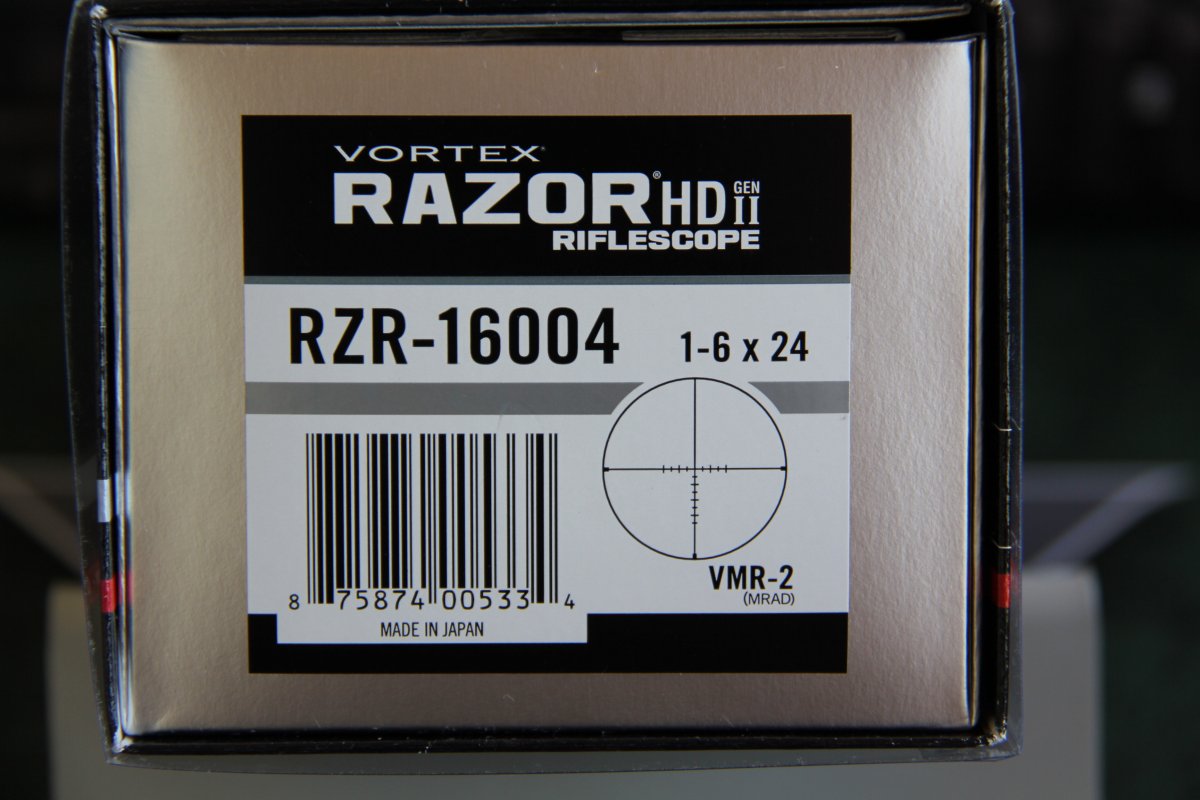 VORTEX®
RAZOR® HD GEN II
RIFLESCOPE
RZR-16004 1-6 x 24
VMR-2
(MRAD)
8 75874 00533 4
MADE IN JAPAN